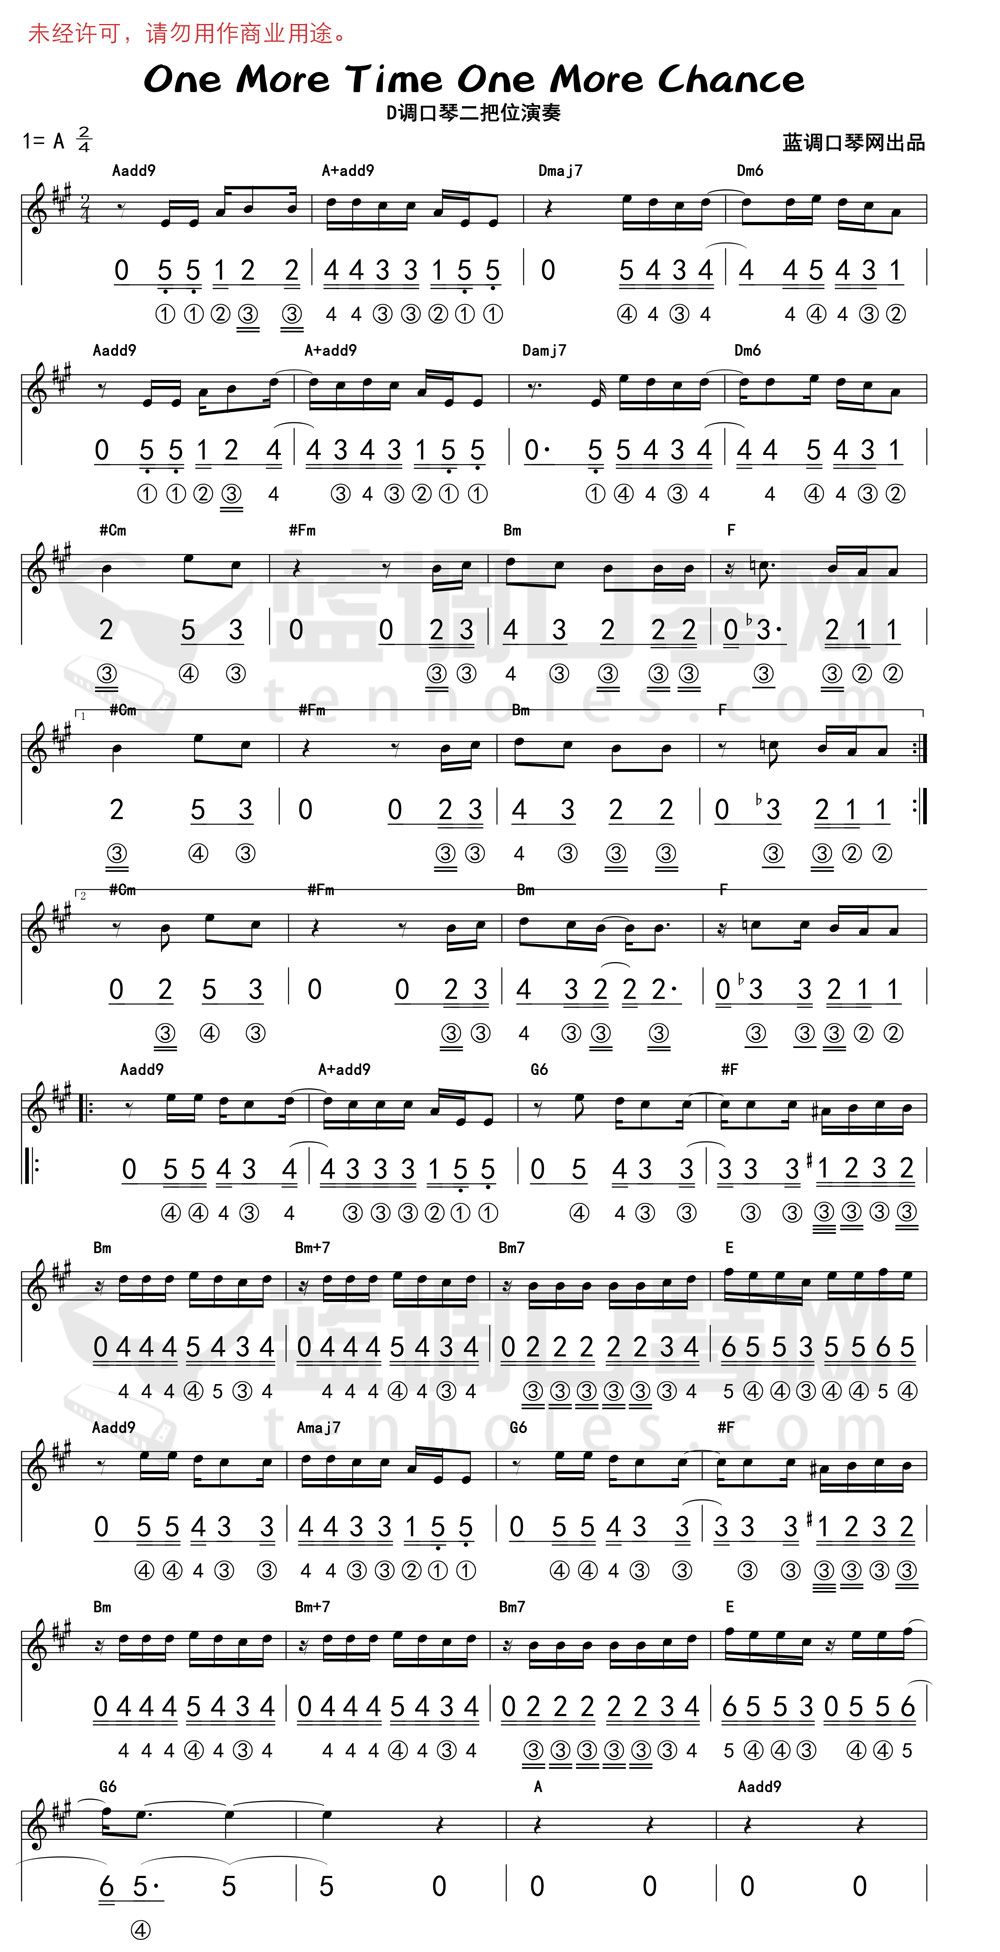 未经许可，请勿用作商业用途。
One More Time One More Chance
D调口琴二把位演奏
1= A 2/4
蓝调口琴网出品
Aadd9 A+add9 Dmaj7 Dm6
0 5 5 1 2 2 | 4 4 3 3 1 5 5 | 0 5 4 3 4 | 4 4 5 4 3 1
① ① ② ③ ③ 4 4 ③ ③ ② ① ① ④ 4 ③ 4 4 ④ 4 ③ ②
Aadd9 A+add9 Damj7 Dm6
0 5 5 1 2 4 | 4 3 4 3 1 5 5 | 0· 5 5 4 3 4 | 4 4 5 4 3 1
① ① ② ③ 4 ③ 4 ③ ② ① ① ① ④ 4 ③ 4 4 ④ 4 ③ ②
#Cm #Fm Bm F
2 5 3 | 0 0 2 3 | 4 3 2 2 2 | 0 ♭3· 2 1 1
③ ④ ③ ③ ③ 4 ③ ③ ③ ③ ③ ③ ② ②
蓝调口琴网
tenholes.com
1 #Cm #Fm Bm F
2 5 3 | 0 0 2 3 | 4 3 2 2 | 0 ♭3 2 1 1 :|
③ ④ ③ ③ ③ 4 ③ ③ ③ ③ ③ ② ②
2 #Cm #Fm Bm F
0 2 5 3 | 0 0 2 3 | 4 3 2 2 2· | 0 ♭3 3 2 1 1
③ ④ ③ ③ ③ 4 ③ ③ ③ ③ ③ ③ ② ②
Aadd9 A+add9 G6 #F
|: 0 5 5 4 3 4 | 4 3 3 3 1 5 5 | 0 5 4 3 3 | 3 3 3 #1 2 3 2
④ ④ 4 ③ 4 ③ ③ ③ ② ① ① ④ 4 ③ ③ ③ ③ ③ ③ ③ ③
Bm Bm+7 Bm7 E
0 4 4 4 5 4 3 4 | 0 4 4 4 5 4 3 4 | 0 2 2 2 2 2 3 4 | 6 5 5 3 5 5 6 5
4 4 4 ④ 5 ③ 4 4 4 4 ④ 4 ③ 4 ③ ③ ③ ③ ③ ③ 4 5 ④ ④ ③ ④ ④ 5 ④
蓝调口琴网
tenholes.com
Aadd9 Amaj7 G6 #F
0 5 5 4 3 3 | 4 4 3 3 1 5 5 | 0 5 5 4 3 3 | 3 3 3 #1 2 3 2
④ ④ 4 ③ ③ 4 4 ③ ③ ② ① ① ④ ④ 4 ③ ③ ③ ③ ③ ③ ③ ③
Bm Bm+7 Bm7 E
0 4 4 4 5 4 3 4 | 0 4 4 4 5 4 3 4 | 0 2 2 2 2 2 3 4 | 6 5 5 3 0 5 5 6
4 4 4 ④ 4 ③ 4 4 4 4 ④ 4 ③ 4 ③ ③ ③ ③ ③ ③ 4 5 ④ ④ ③ ④ ④ 5
G6 A Aadd9
6 5· 5 | 5 0 | 0 0 | 0 0
④